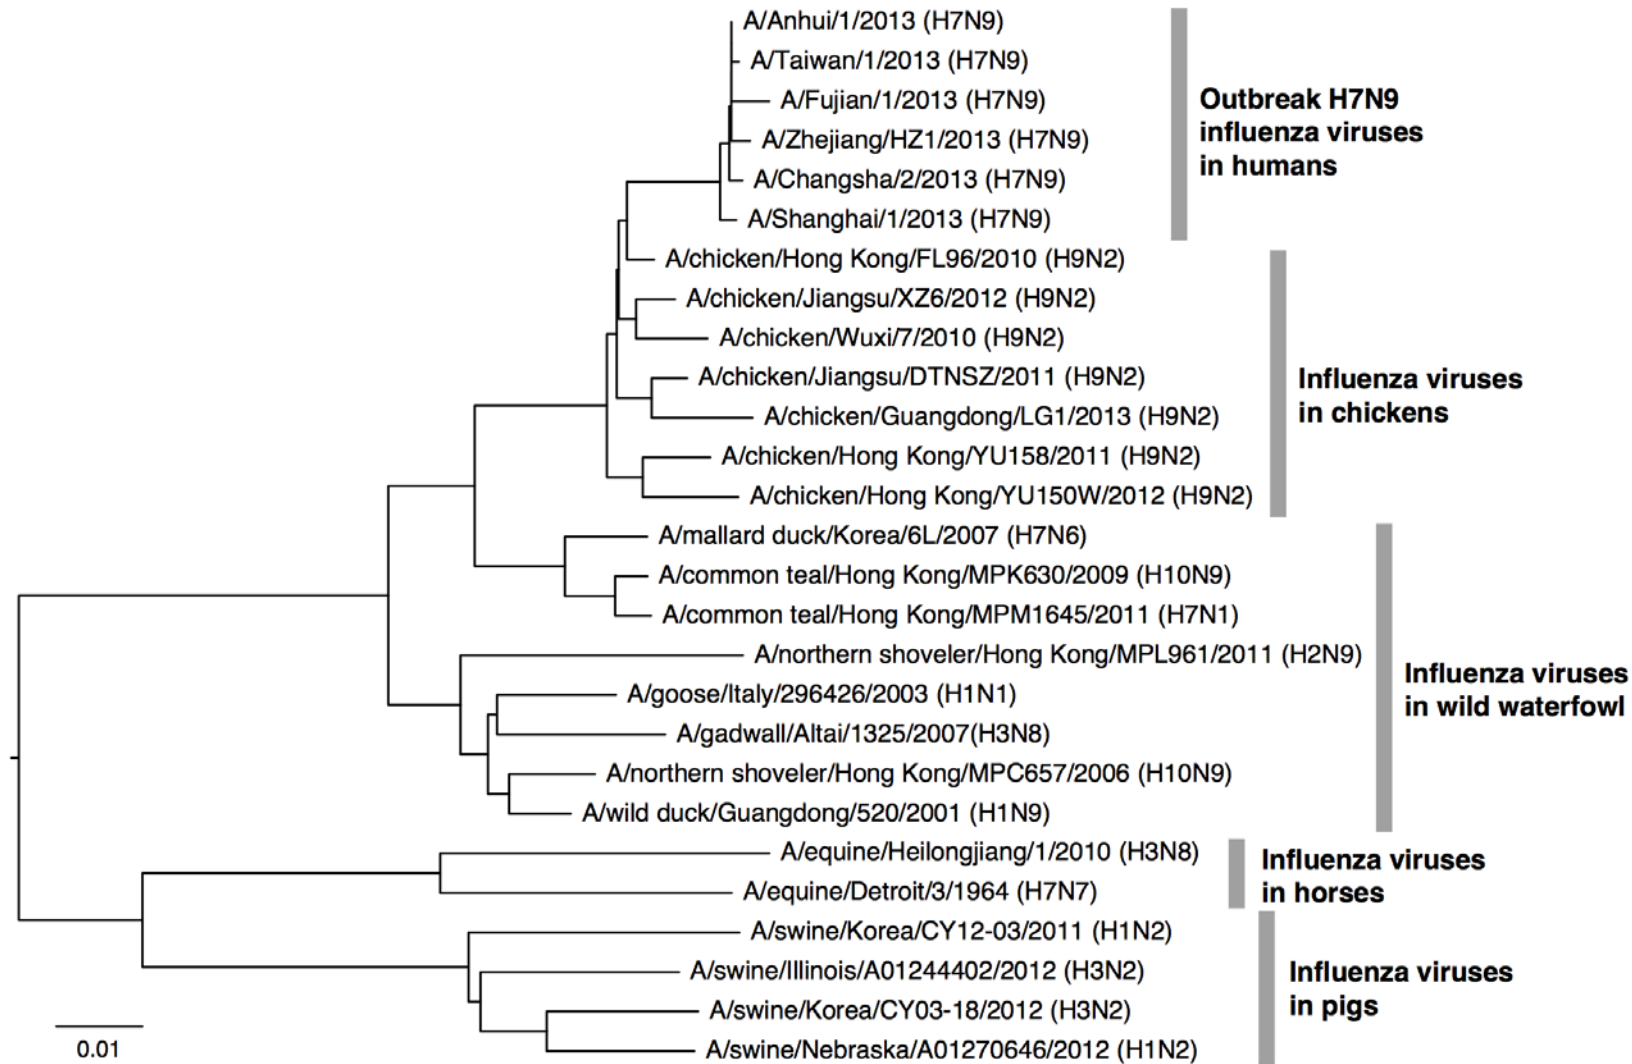 A/Anhui/1/2013 (H7N9)
A/Taiwan/1/2013 (H7N9)
A/Fujian/1/2013 (H7N9)
A/Zhejiang/HZ1/2013 (H7N9)
A/Changsha/2/2013 (H7N9)
A/Shanghai/1/2013 (H7N9)
Outbreak H7N9
influenza viruses
in humans
A/chicken/Hong Kong/FL96/2010 (H9N2)
A/chicken/Jiangsu/XZ6/2012 (H9N2)
A/chicken/Wuxi/7/2010 (H9N2)
A/chicken/Jiangsu/DTNSZ/2011 (H9N2)
A/chicken/Guangdong/LG1/2013 (H9N2)
A/chicken/Hong Kong/YU158/2011 (H9N2)
A/chicken/Hong Kong/YU150W/2012 (H9N2)
Influenza viruses
in chickens
A/mallard duck/Korea/6L/2007 (H7N6)
A/common teal/Hong Kong/MPK630/2009 (H10N9)
A/common teal/Hong Kong/MPM1645/2011 (H7N1)
A/northern shoveler/Hong Kong/MPL961/2011 (H2N9)
A/goose/Italy/296426/2003 (H1N1)
A/gadwall/Altai/1325/2007(H3N8)
A/northern shoveler/Hong Kong/MPC657/2006 (H10N9)
A/wild duck/Guangdong/520/2001 (H1N9)
Influenza viruses
in wild waterfowl
A/equine/Heilongjiang/1/2010 (H3N8)
A/equine/Detroit/3/1964 (H7N7)
Influenza viruses
in horses
A/swine/Korea/CY12-03/2011 (H1N2)
A/swine/Illinois/A01244402/2012 (H3N2)
A/swine/Korea/CY03-18/2012 (H3N2)
A/swine/Nebraska/A01270646/2012 (H1N2)
Influenza viruses
in pigs
0.01